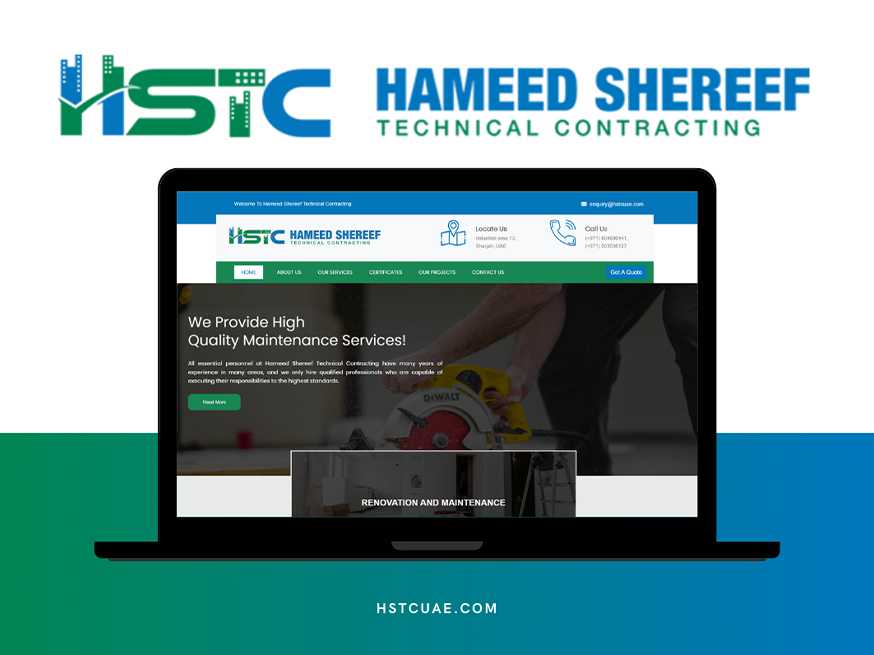 HSTC HAMEED SHEREEF
TECHNICAL CONTRACTING
Welcome To Hameed Shereef Technical Contracting
enquiry@hstcuae.com
HSTC HAMEED SHEREEF
TECHNICAL CONTRACTING
Locate Us
Industrial area 13,
Sharjah, UAE
Call Us
HOME ABOUT US OUR SERVICES CERTIFICATES OUR PROJECTS CONTACT US Get A Quote
We Provide High
Quality Maintenance Services!
All essential personnel at Hameed Shereef Technical Contracting have many years of
experience in many areas, and we only hire qualified professionals who are capable of
executing their responsibilities to the highest standards.
Read More
DEWALT
RENOVATION AND MAINTENANCE
HSTCUAE.COM